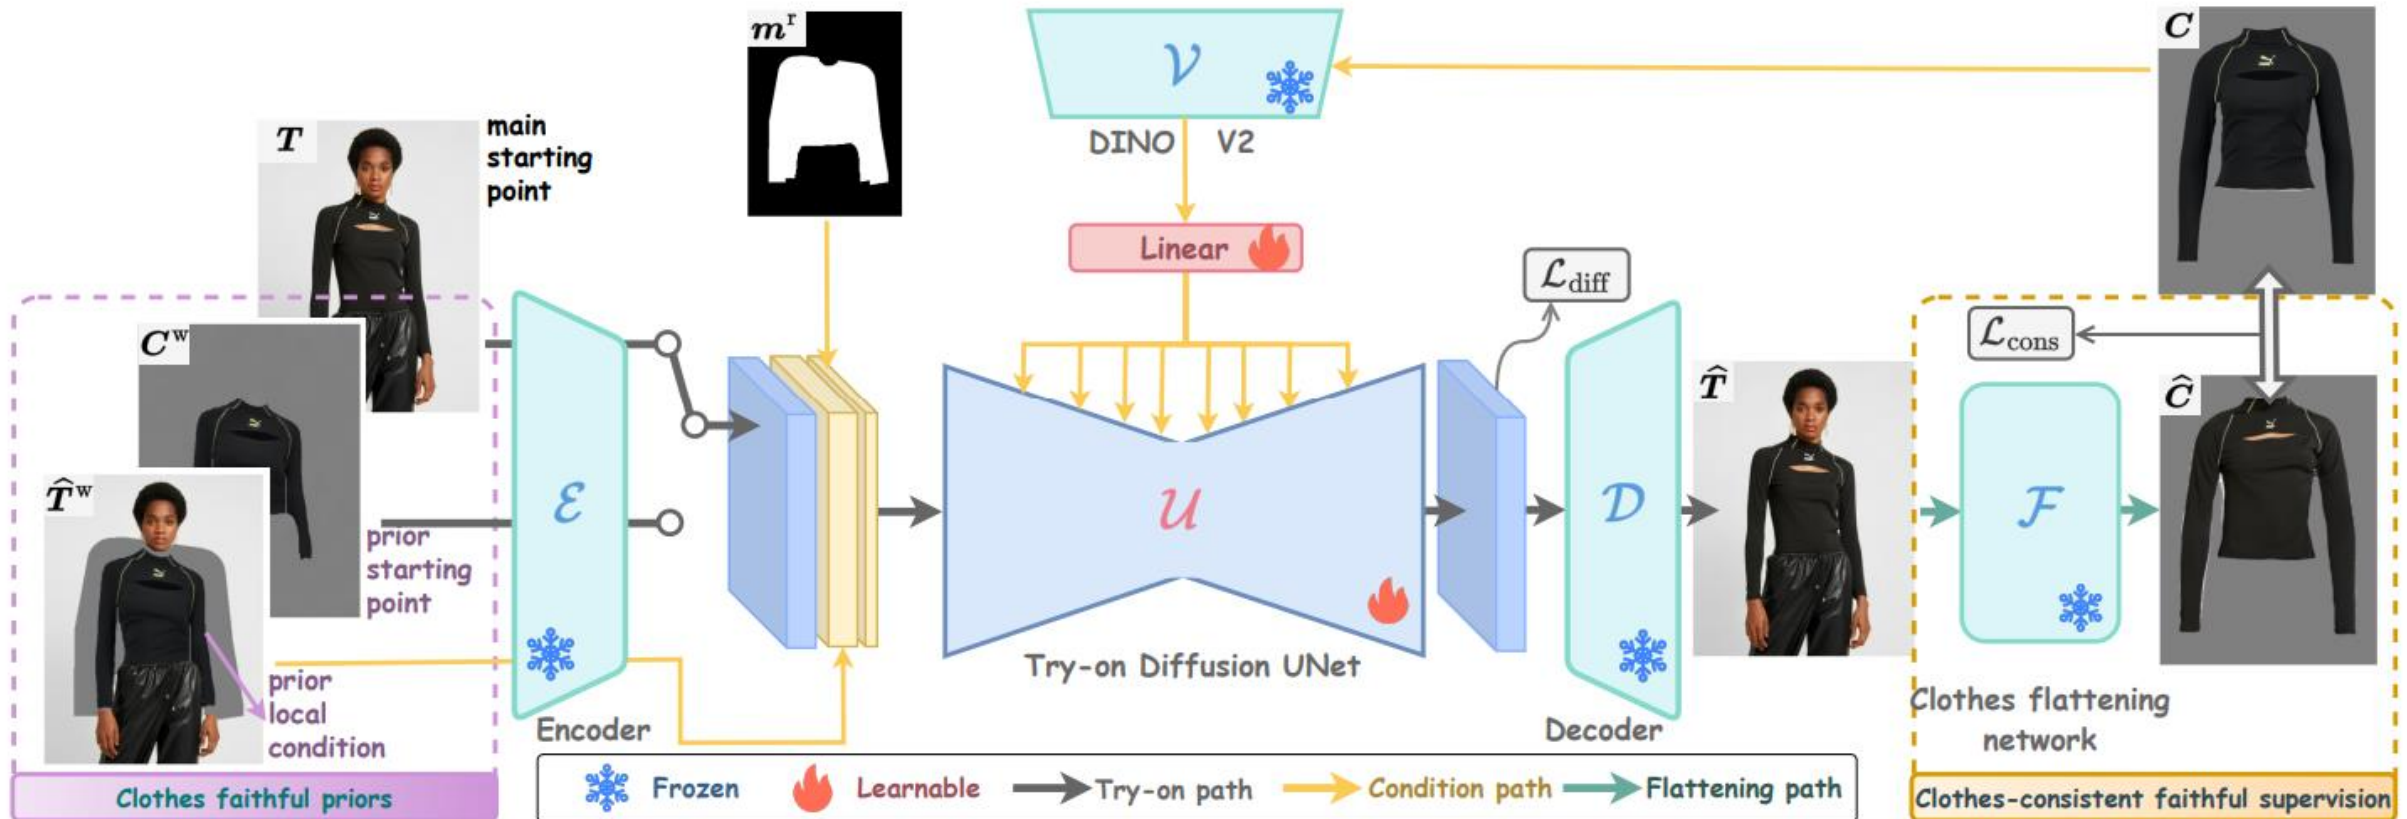 mʳ
V
C
T
main
starting
point
DINO V2
Linear
L_diff
Cʷ
L_cons
T̂
Ĉ
T̂ʷ
E
U
D
F
prior
starting
point
Try-on Diffusion UNet
prior
local
condition
Encoder
Decoder
Clothes flattening
network
Frozen
Learnable
Try-on path
Condition path
Flattening path
Clothes faithful priors
Clothes-consistent faithful supervision